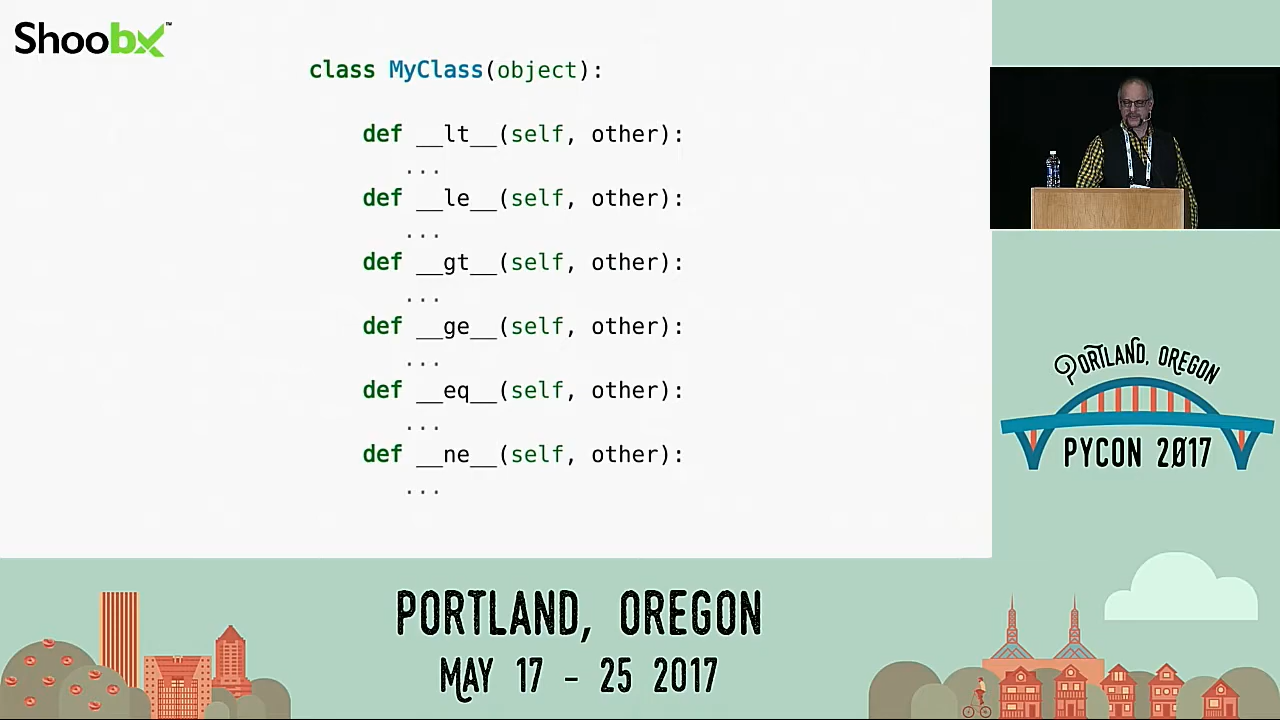 Shoobx™
class MyClass(object):
def __lt__(self, other):
...
def __le__(self, other):
...
def __gt__(self, other):
...
def __ge__(self, other):
...
def __eq__(self, other):
...
def __ne__(self, other):
...
PORTLAND, OREGON
PYCON 2017
PORTLAND, OREGON
MAY 17 - 25 2017